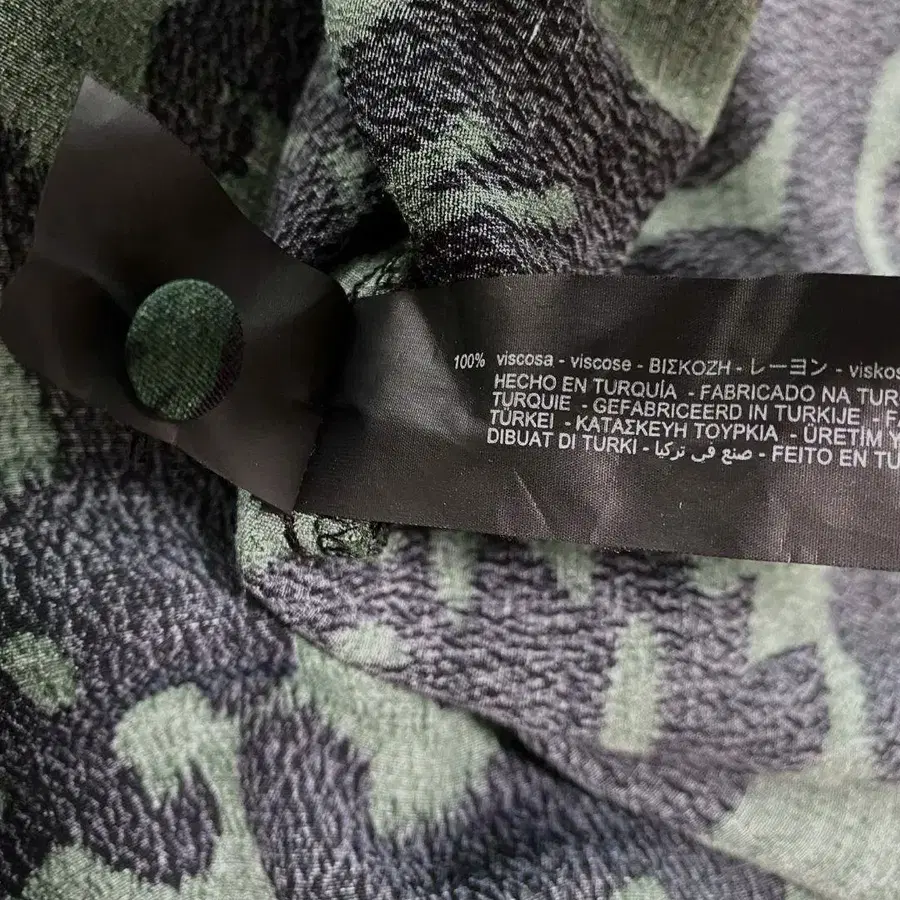 100% viscosa - viscose - ΒΙΣΚΟΖΗ - レーヨン - viskos
HECHO EN TURQUÍA - FABRICADO NA TUR
TURQUIE - GEFABRICEERD IN TURKIJE - F
TÜRKEI - ΚΑΤΑΣΚΕΥΗ ΤΟΥΡΚΙΑ - ÜRETİM Y
DIBUAT DI TURKI - صنع في تركيا - FEITO EN TU